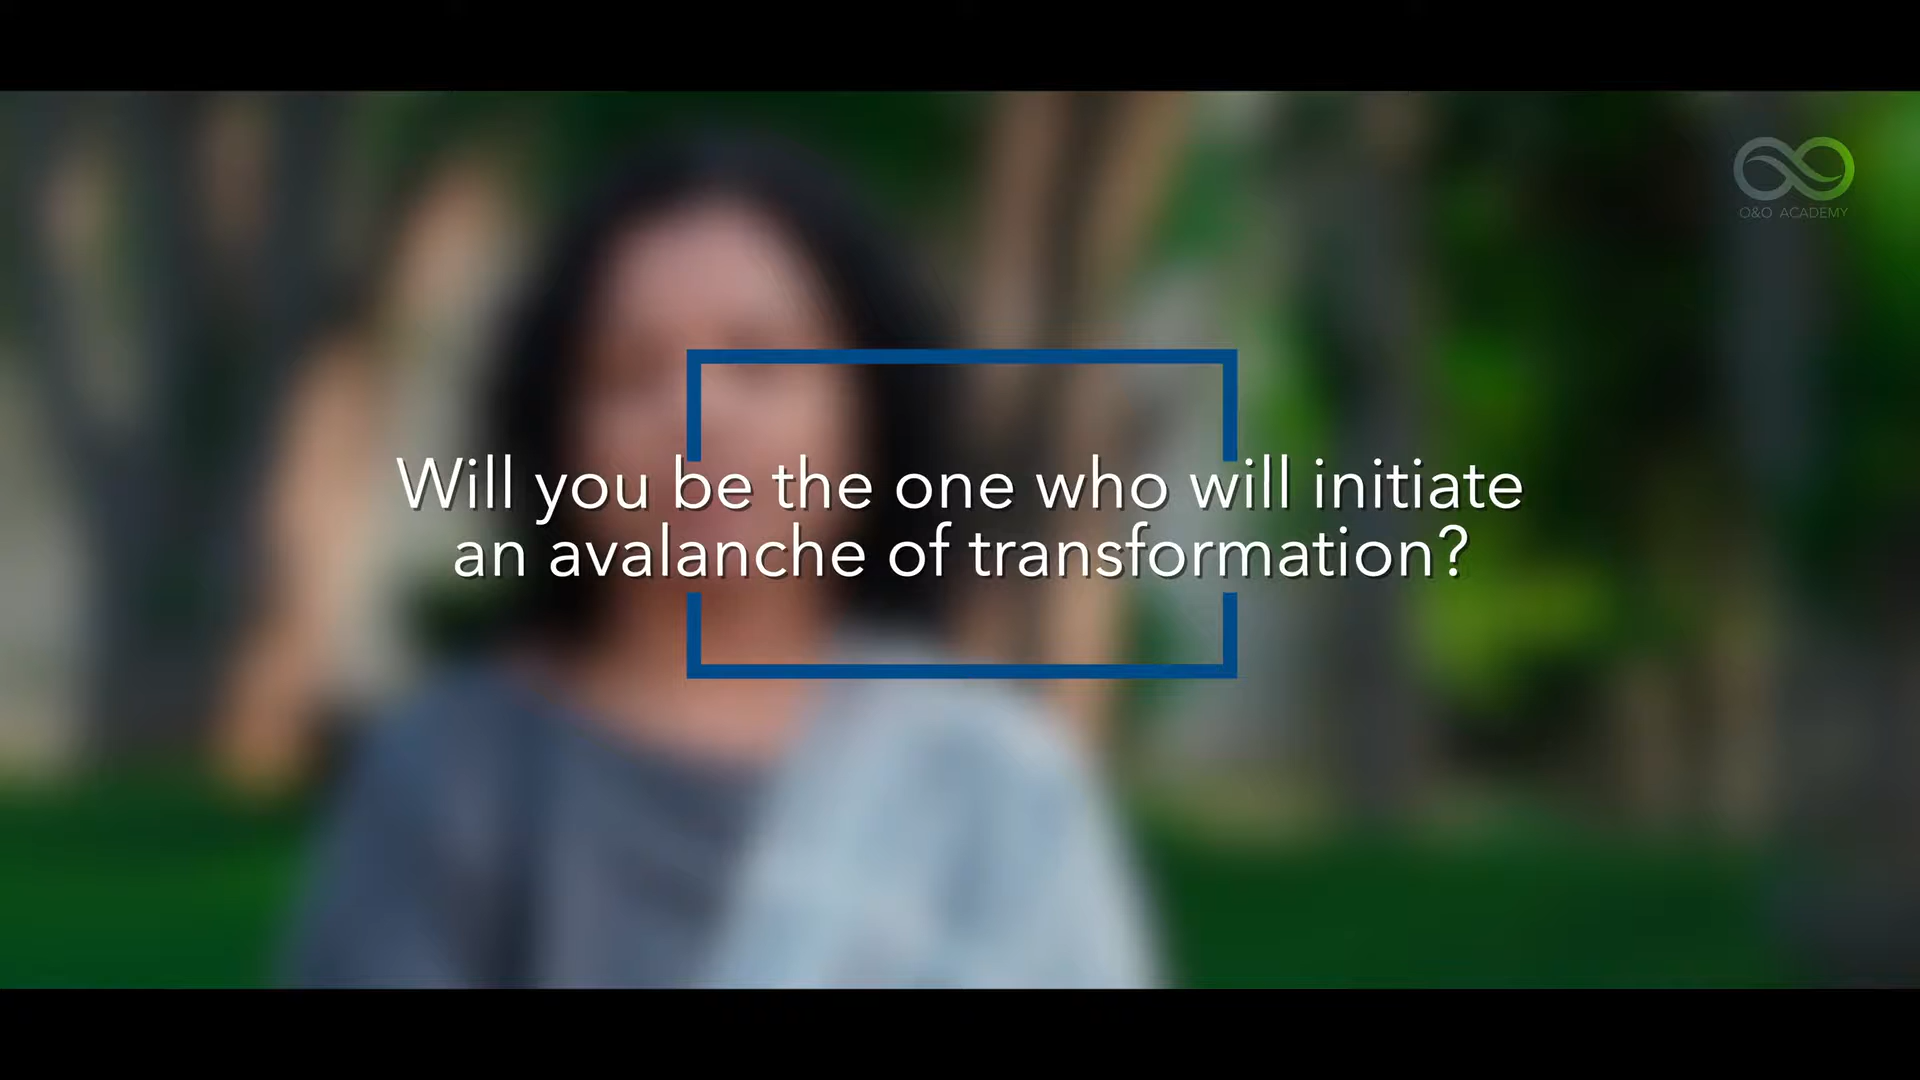 O&O ACADEMY
Will you be the one who will initiate
an avalanche of transformation?